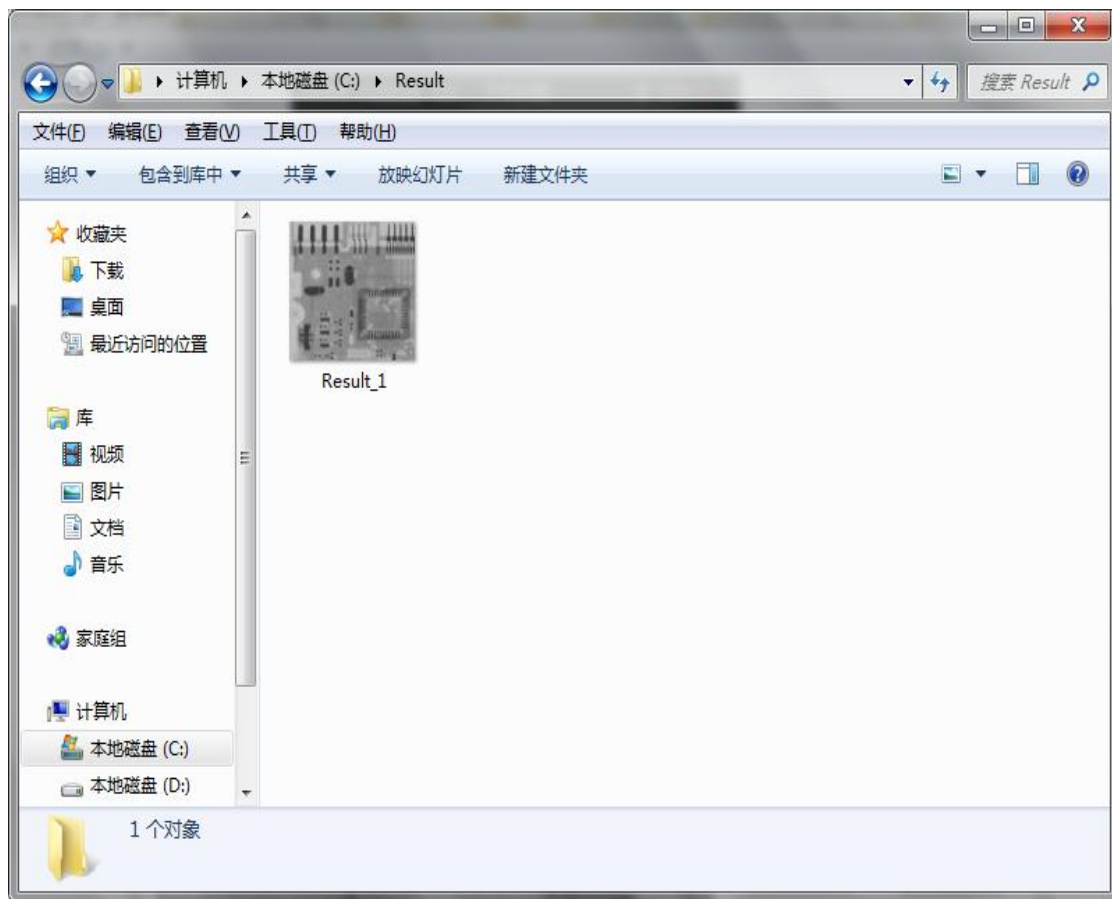 计算机 本地磁盘 (C:) Result 搜索 Result
文件(F) 编辑(E) 查看(V) 工具(T) 帮助(H)
组织 包含到库中 共享 放映幻灯片 新建文件夹
收藏夹
下载
桌面
最近访问的位置
库
视频
图片
文档
音乐
家庭组
计算机
本地磁盘 (C:)
本地磁盘 (D:)
Result_1
1 个对象